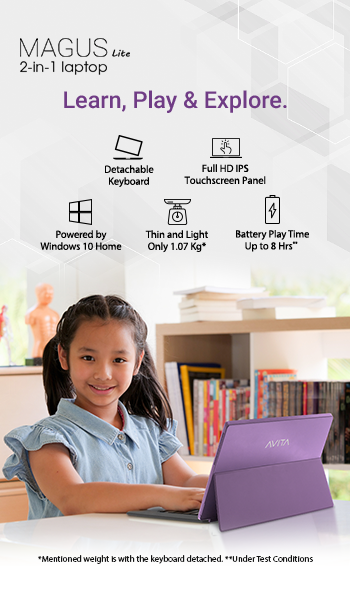 MAGUS Lite
2-in-1 laptop
Learn, Play & Explore.
Detachable
Keyboard
Full HD IPS
Touchscreen Panel
Powered by
Windows 10 Home
Thin and Light
Only 1.07 Kg*
Battery Play Time
Up to 8 Hrs**
AVITA
*Mentioned weight is with the keyboard detached. **Under Test Conditions